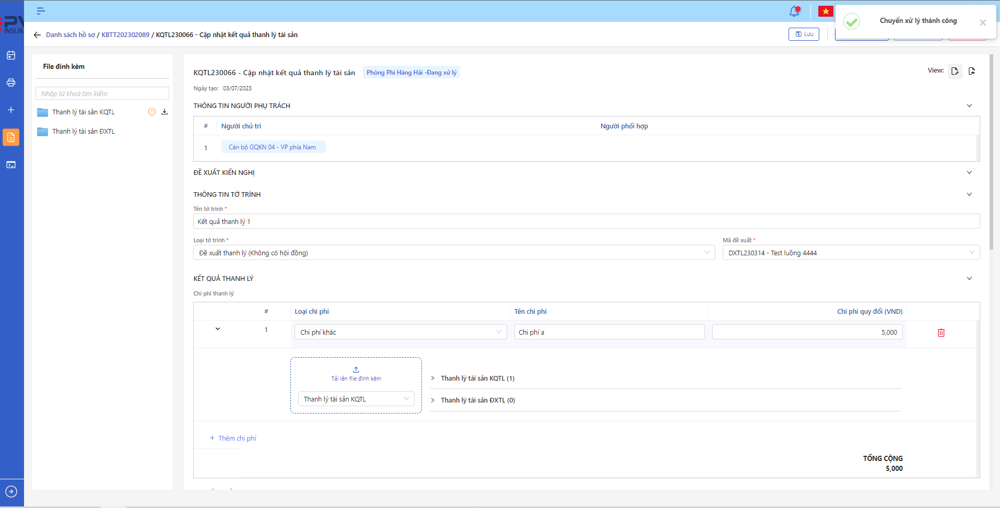 PV
INSURA
Chuyển xử lý thành công
Danh sách hồ sơ / KBTT202302089 / KQTL230066 - Cập nhật kết quả thanh lý tài sản
Lưu
File đính kèm
Nhập từ khoá tìm kiếm
Thanh lý tài sản KQTL
Thanh lý tài sản ĐXTL
KQTL230066 - Cập nhật kết quả thanh lý tài sản
Phòng Phi Hàng Hải -Đang xử lý
View:
Ngày tạo: 03/07/2023
THÔNG TIN NGƯỜI PHỤ TRÁCH
# Người chủ trì Người phối hợp
1 Cán bộ GQKN 04 - VP phía Nam
ĐỀ XUẤT KIẾN NGHỊ
THÔNG TIN TỜ TRÌNH
Tên tờ trình *
Kết quả thanh lý 1
Loại tờ trình * Mã đề xuất *
Đề xuất thanh lý (Không có hội đồng) DXTL230314 - Test luồng 4444
KẾT QUẢ THANH LÝ
Chi phí thanh lý
# Loại chi phí Tên chi phí Chi phí quy đổi (VND)
1 Chi phí khác Chi phí a 5,000
Tải lên file đính kèm
Thanh lý tài sản KQTL
Thanh lý tài sản KQTL (1)
Thanh lý tài sản ĐXTL (0)
+ Thêm chi phí
TỔNG CỘNG
5,000